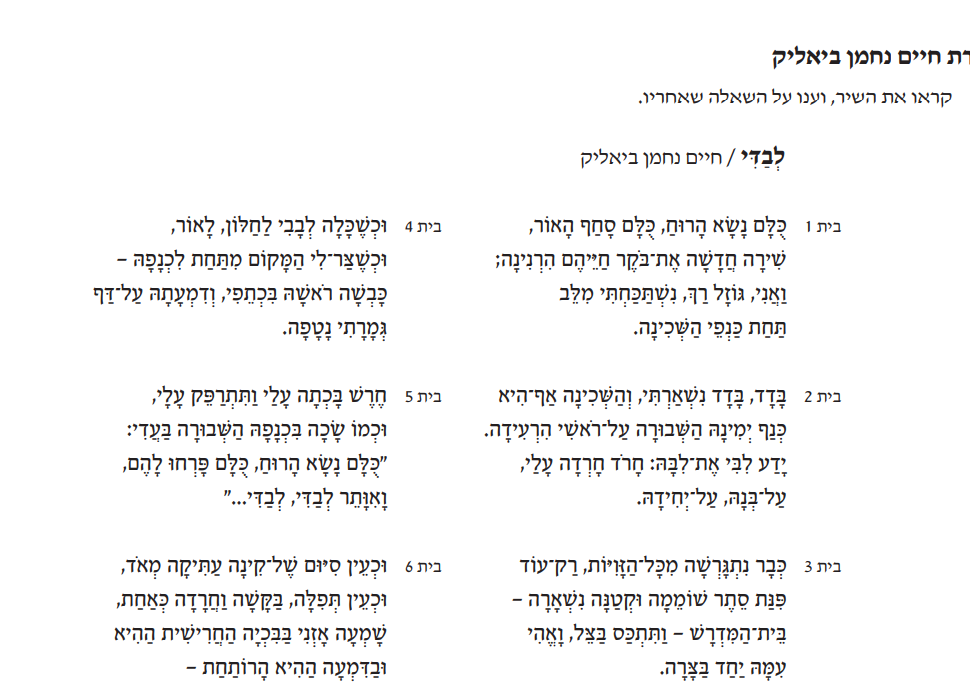 חיים נחמן ביאליק
קראו את השיר, וענו על השאלה שאחריו.
לְבַדִּי / חיים נחמן ביאליק
בית 1 כֻּלָּם נָשָׂא הָרוּחַ, כֻּלָּם סָחַף הָאוֹר,
שִׁירָה חֲדָשָׁה אֶת־בֹּקֶר חַיֵּיהֶם הִרְנִינָה;
וַאֲנִי, גּוֹזָל רַךְ, נִשְׁתַּכַּחְתִּי מִלֵּב
תַּחַת כַּנְפֵי הַשְּׁכִינָה.
בית 2 בָּדָד, בָּדָד נִשְׁאַרְתִּי, וְהַשְּׁכִינָה אַף־הִיא
כְּנַף יְמִינָהּ הַשְּׁבוּרָה עַל־רֹאשִׁי הִרְעִידָה.
יָדַע לִבִּי אֶת־לִבָּהּ: חָרֹד חָרְדָה עָלַי,
עַל־בְּנָהּ, עַל־יְחִידָהּ.
בית 3 כְּבָר נִתְגָּרְשָׁה מִכָּל־הַזָּוִיּוֹת, רַק־עוֹד
פִּנַּת סֵתֶר שׁוֹמֵמָה וּקְטַנָּה נִשְׁאָרָה –
בֵּית־הַמִּדְרָשׁ – וַתִּתְכַּס בַּצֵּל, וָאֱהִי
עִמָּהּ יַחַד בַּצָּרָה.
בית 4 וּכְשֶׁכָּלָה לְבָבִי לַחַלּוֹן, לָאוֹר,
וּכְשֶׁצַּר־לִי הַמָּקוֹם מִתַּחַת לִכְנָפָהּ –
כָּבְשָׁה רֹאשָׁהּ בִּכְתֵפִי, וְדִמְעָתָהּ עַל־דַּף
גְּמָרָתִי נָטָפָה.
בית 5 חֶרֶשׁ בָּכְתָה עָלַי וַתִּתְרַפֵּק עָלָי,
וּכְמוֹ שָׂכָה בִּכְנָפָהּ הַשְּׁבוּרָה בַּעֲדִי:
"כֻּלָּם נָשָׂא הָרוּחַ, כֻּלָּם פָּרְחוּ לָהֶם,
וָאִוָּתֵר לְבַדִּי, לְבַדִּי..."
בית 6 וּכְעֵין סִיּוּם שֶׁל־קִינָה עַתִּיקָה מְאֹד,
וּכְעֵין תְּפִלָּה, בַּקָּשָׁה וַחֲרָדָה כְּאַחַת,
שָׁמְעָה אָזְנִי בַּבִּכְיָה הַחֲרִישִׁית הַהִיא
וּבַדִּמְעָה הַהִיא הָרוֹתַחַת –